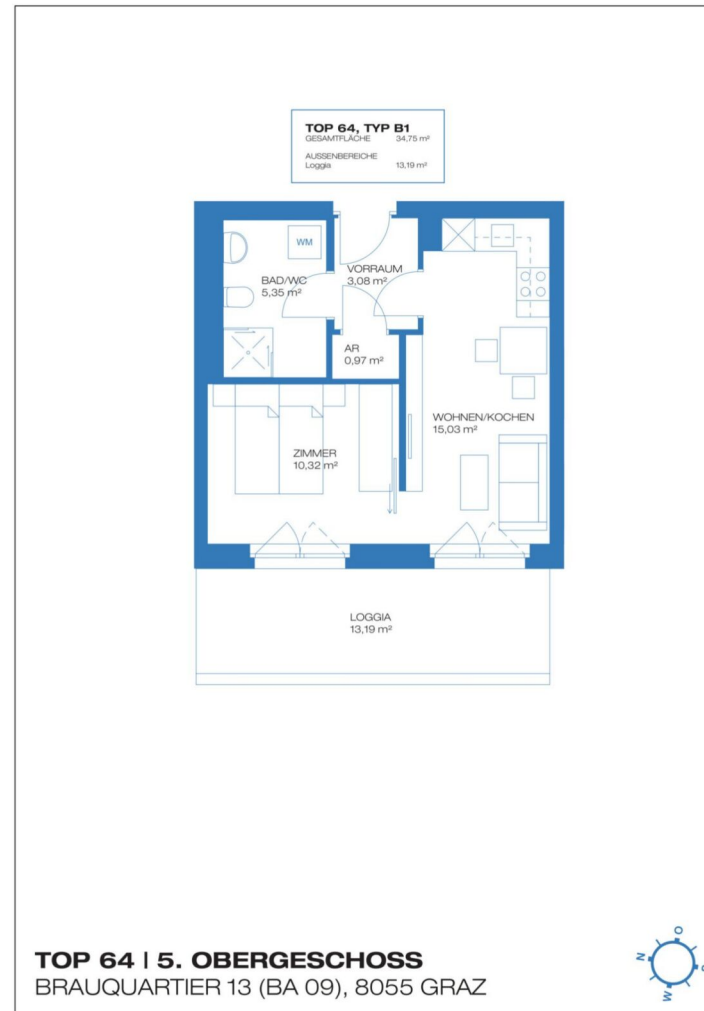 TOP 64, TYP B1
GESAMTFLÄCHE 34,75 m²
AUSSENBEREICHE
Loggia 13,19 m²
WM
BAD/WC
5,35 m²
VORRAUM
3,08 m²
AR
0,97 m²
WOHNEN/KOCHEN
15,03 m²
ZIMMER
10,32 m²
LOGGIA
13,19 m²
TOP 64 | 5. OBERGESCHOSS
BRAUQUARTIER 13 (BA 09), 8055 GRAZ
N
O
W